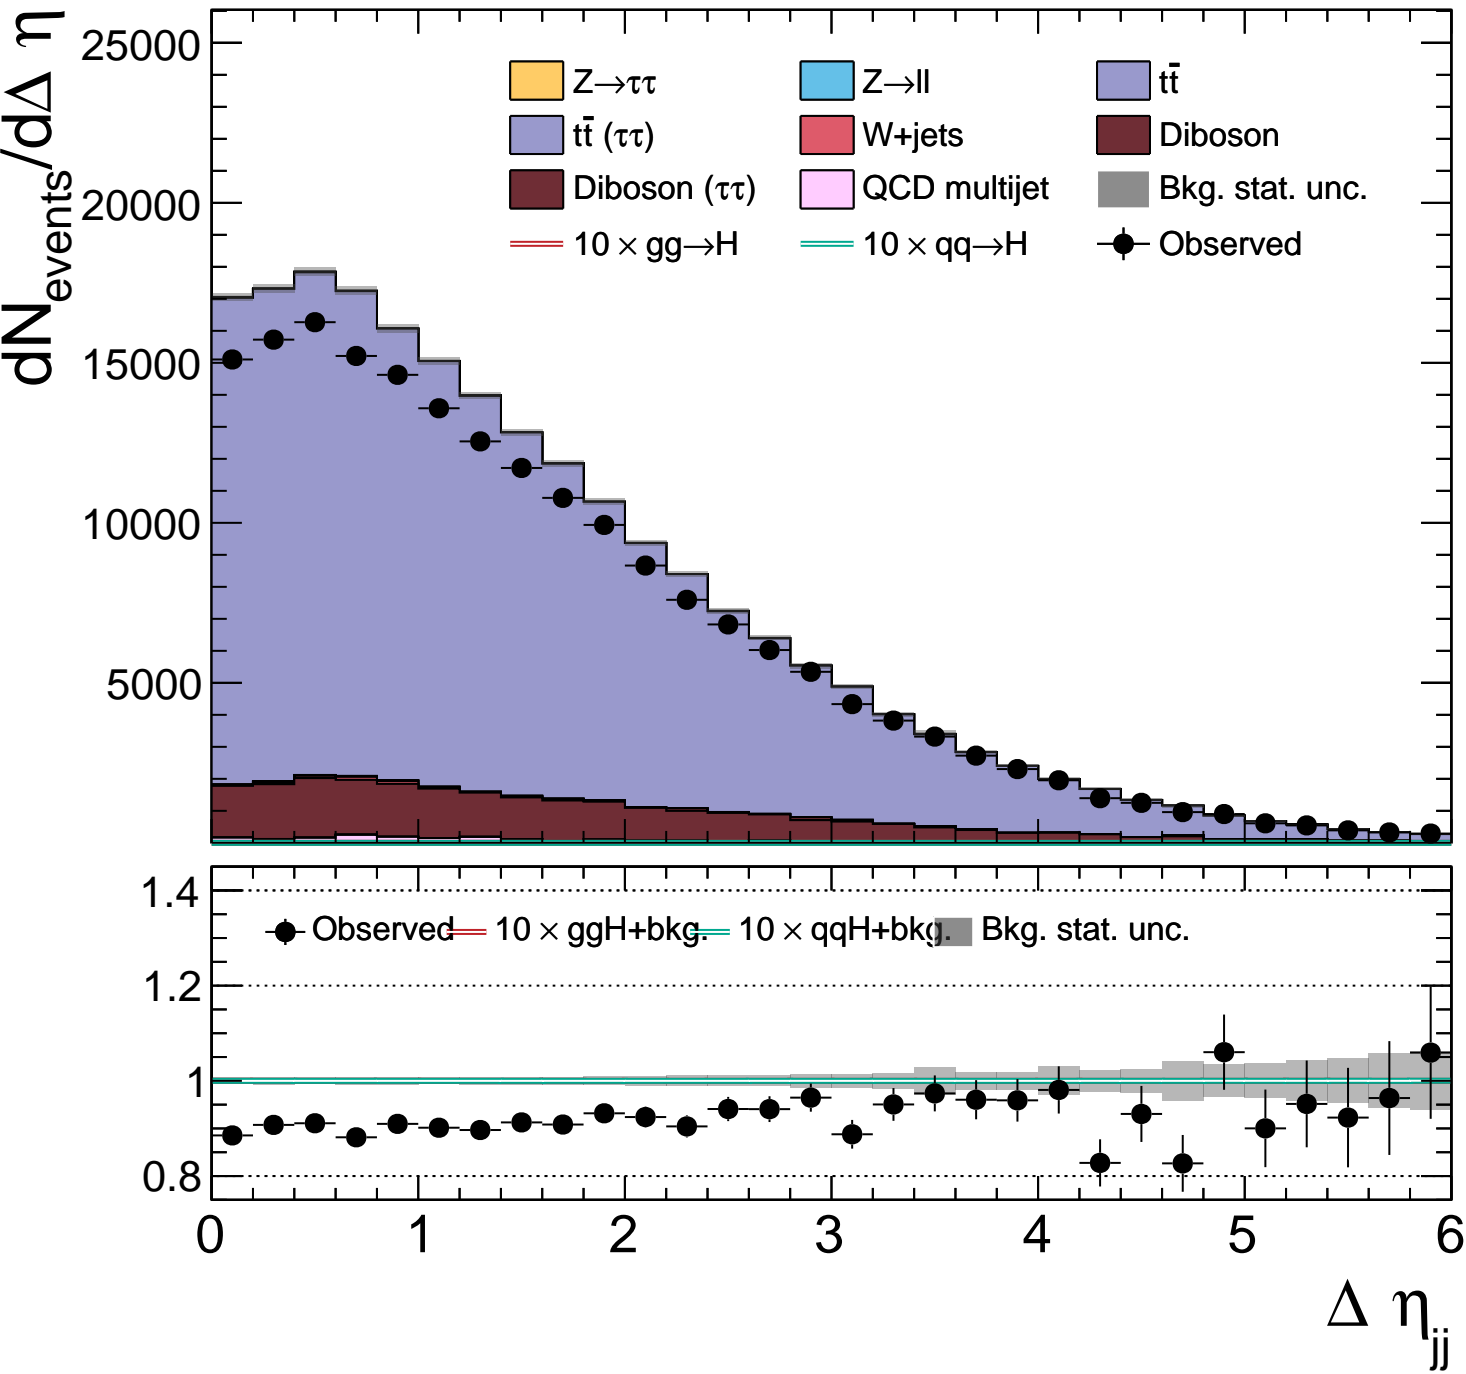 dN_events/dΔ η
25000
20000
15000
10000
5000
Z→ττ Z→ll tt̄
tt̄ (ττ) W+jets Diboson
Diboson (ττ) QCD multijet Bkg. stat. unc.
10 × gg→H 10 × qq→H Observed
1.4
1.2
1
0.8
Observed 10 × ggH+bkg. 10 × qqH+bkg. Bkg. stat. unc.
0 1 2 3 4 5 6
Δ η_jj